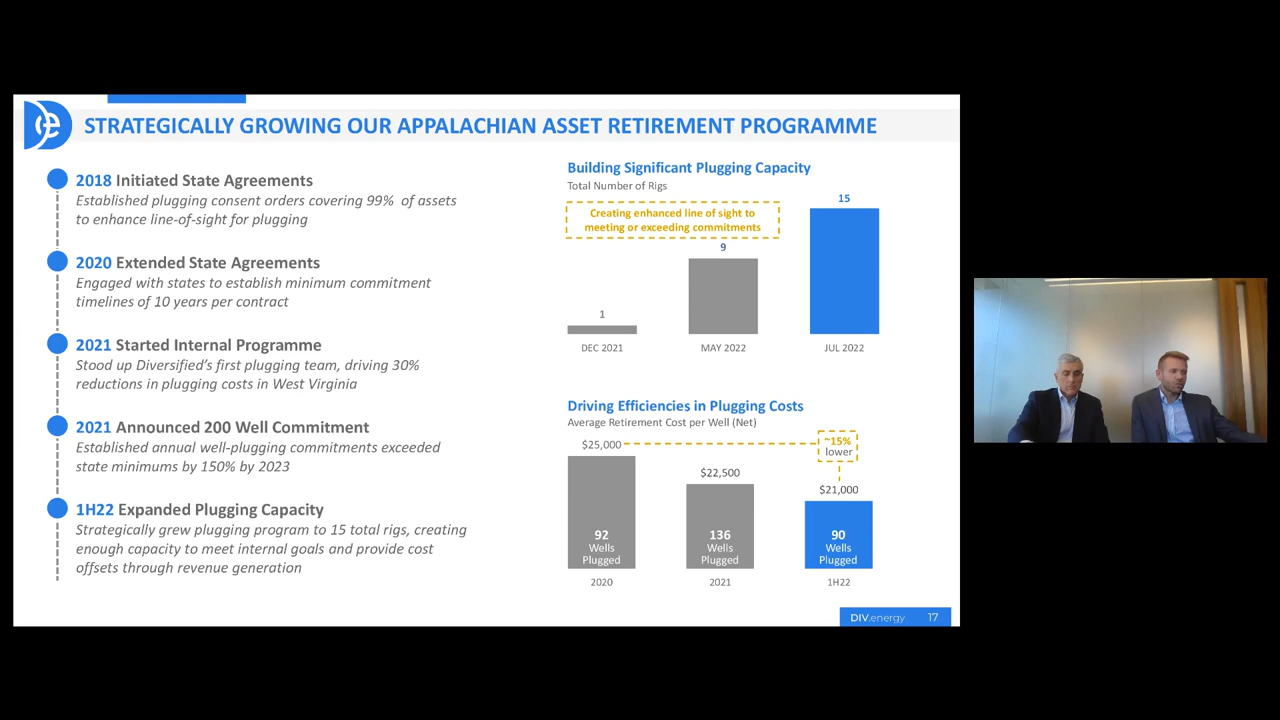 STRATEGICALLY GROWING OUR APPALACHIAN ASSET RETIREMENT PROGRAMME
2018 Initiated State Agreements
Established plugging consent orders covering 99% of assets
to enhance line-of-sight for plugging
2020 Extended State Agreements
Engaged with states to establish minimum commitment
timelines of 10 years per contract
2021 Started Internal Programme
Stood up Diversified's first plugging team, driving 30%
reductions in plugging costs in West Virginia
2021 Announced 200 Well Commitment
Established annual well-plugging commitments exceeded
state minimums by 150% by 2023
1H22 Expanded Plugging Capacity
Strategically grew plugging program to 15 total rigs, creating
enough capacity to meet internal goals and provide cost
offsets through revenue generation
Building Significant Plugging Capacity
Total Number of Rigs
Creating enhanced line of sight to
meeting or exceeding commitments
1
9
15
DEC 2021
MAY 2022
JUL 2022
Driving Efficiencies in Plugging Costs
Average Retirement Cost per Well (Net)
$25,000
$22,500
~15%
lower
$21,000
92
Wells
Plugged
136
Wells
Plugged
90
Wells
Plugged
2020
2021
1H22
DIV.energy 17